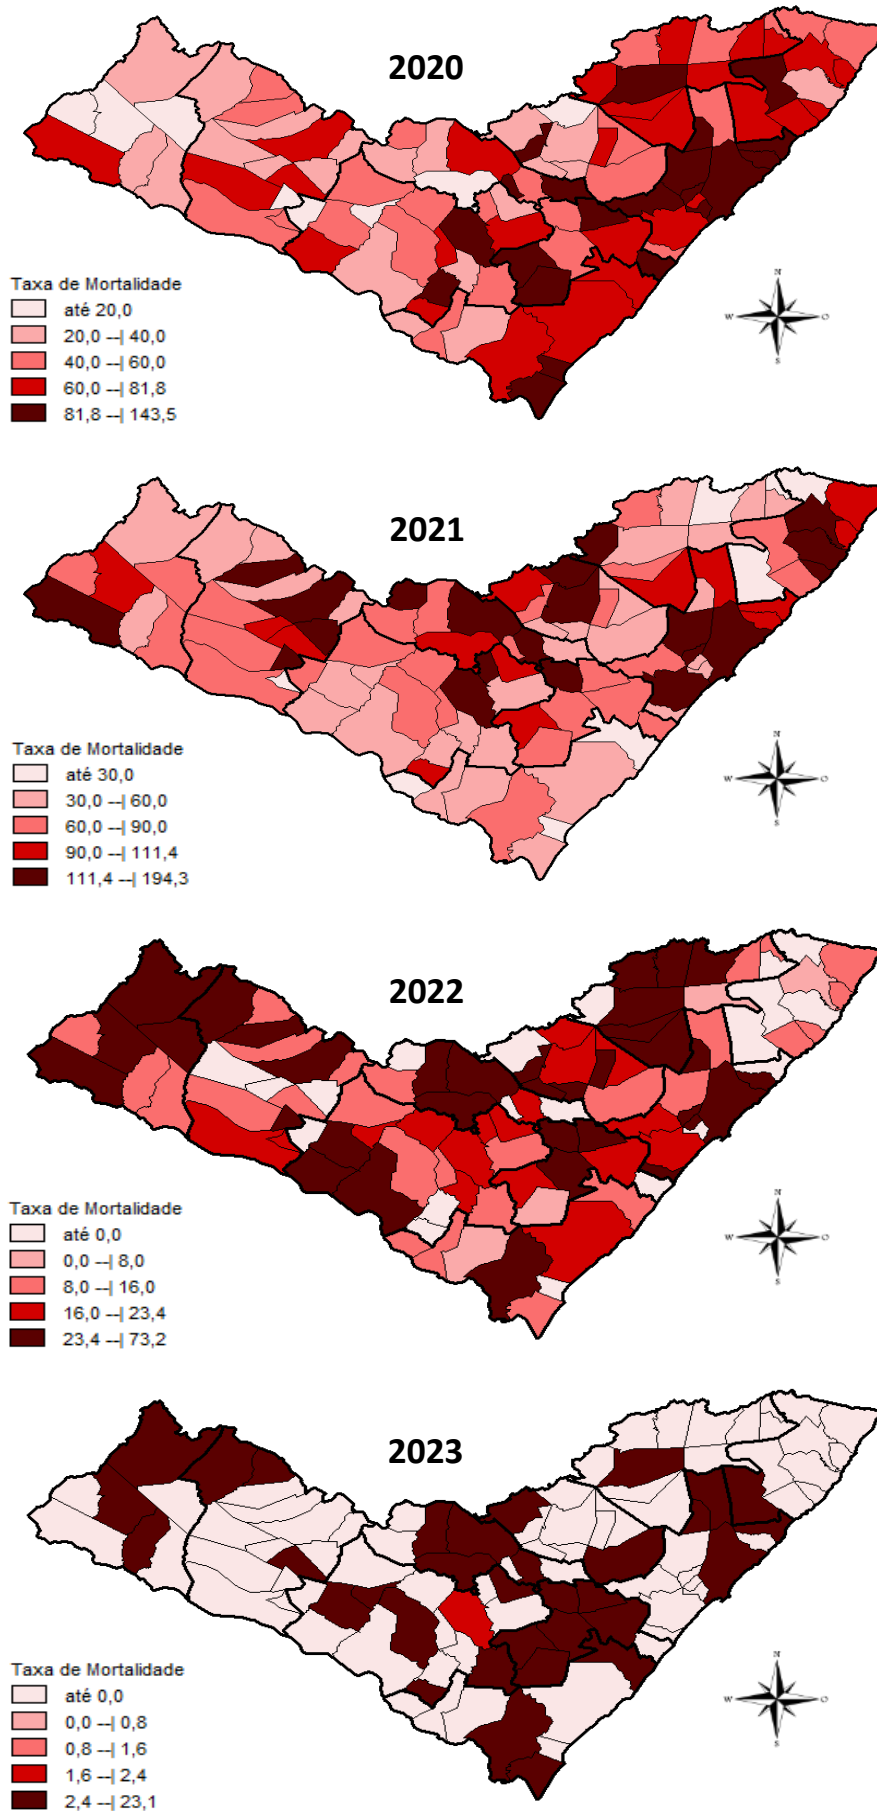 2020
Taxa de Mortalidade
até 20,0
20,0 --| 40,0
40,0 --| 60,0
60,0 --| 81,8
81,8 --| 143,5
N
W
O
S
2021
Taxa de Mortalidade
até 30,0
30,0 --| 60,0
60,0 --| 90,0
90,0 --| 111,4
111,4 --| 194,3
N
W
O
S
2022
Taxa de Mortalidade
até 0,0
0,0 --| 8,0
8,0 --| 16,0
16,0 --| 23,4
23,4 --| 73,2
N
W
O
S
2023
Taxa de Mortalidade
até 0,0
0,0 --| 0,8
0,8 --| 1,6
1,6 --| 2,4
2,4 --| 23,1
N
W
O
S